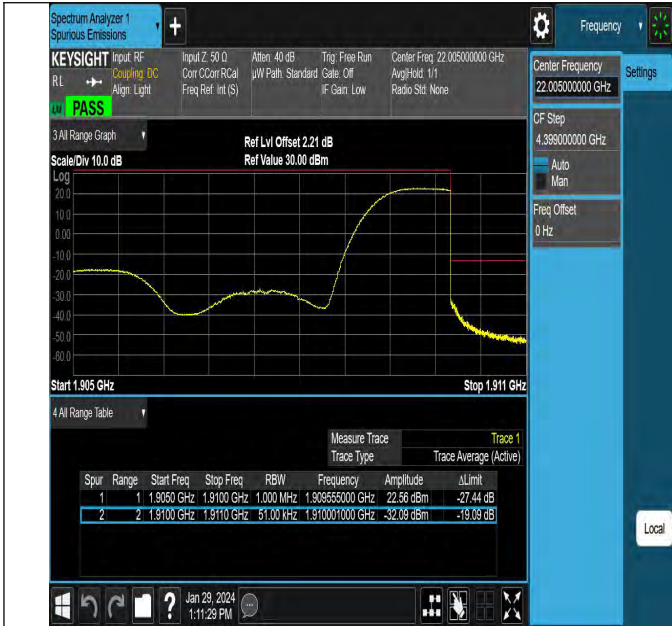 Spectrum Analyzer 1
Spurious Emissions
Frequency
KEYSIGHT
RL
Input: RF
Coupling: DC
Align: Light
Input Z: 50 Ω
Corr CCorr RCal
Freq Ref: Int (S)
Atten: 40 dB
µW Path: Standard
Trig: Free Run
Gate: Off
IF Gain: Low
Center Freq: 22.005000000 GHz
Avg|Hold: 1/1
Radio Std: None
PASS
Center Frequency
22.005000000 GHz
Settings
CF Step
4.399000000 GHz
Auto
Man
Freq Offset
0 Hz
3 All Range Graph
Scale/Div 10.0 dB
Ref Lvl Offset 2.21 dB
Ref Value 30.00 dBm
Log
20.0
10.0
0.00
-10.0
-20.0
-30.0
-40.0
-50.0
-60.0
Start 1.905 GHz
Stop 1.911 GHz
4 All Range Table
Measure Trace Trace 1
Trace Type Trace Average (Active)
Spur Range Start Freq Stop Freq RBW Frequency Amplitude ΔLimit
1 1 1.9050 GHz 1.9100 GHz 1.000 MHz 1.909555000 GHz 22.56 dBm -27.44 dB
2 2 1.9100 GHz 1.9110 GHz 51.00 kHz 1.910001000 GHz -32.09 dBm -19.09 dB
Local
?
Jan 29, 2024
1:11:29 PM